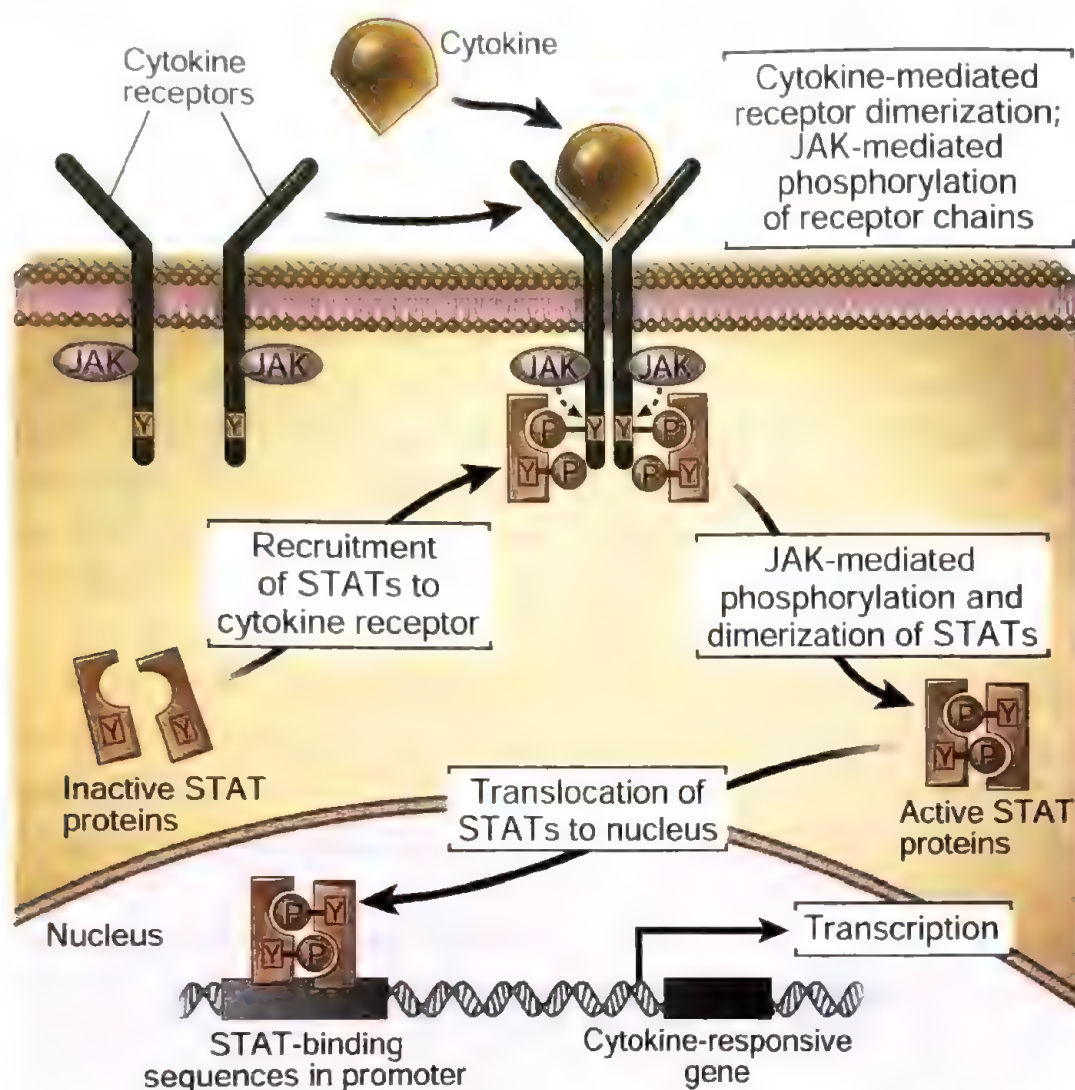 Cytokine
Cytokine
receptors
Cytokine-mediated
receptor dimerization;
JAK-mediated
phosphorylation
of receptor chains
JAK
JAK
JAK
JAK
Y
Y
P Y Y P
Y P
P Y
Recruitment
of STATs to
cytokine receptor
JAK-mediated
phosphorylation and
dimerization of STATs
Y
Y
P Y
Y P
Inactive STAT
proteins
Translocation of
STATs to nucleus
Active STAT
proteins
P Y
Y P
Nucleus
Transcription
STAT-binding
sequences in promoter
Cytokine-responsive
gene